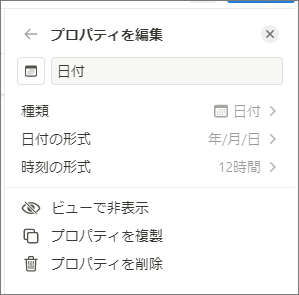 プロパティを編集
日付
種類 日付
日付の形式 年/月/日
時刻の形式 12時間
ビューで非表示
プロパティを複製
プロパティを削除